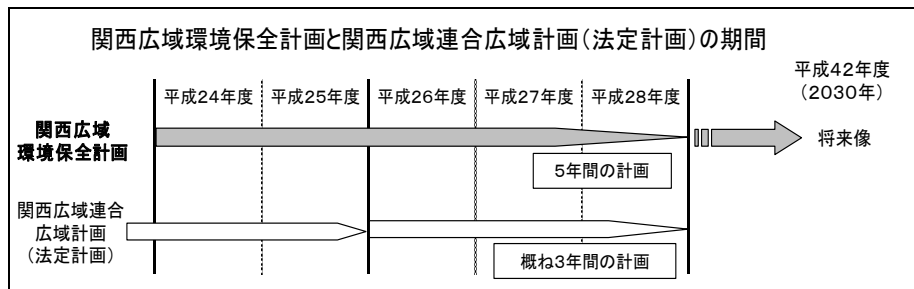 関西広域環境保全計画と関西広域連合広域計画(法定計画)の期間
平成24年度
平成25年度
平成26年度
平成27年度
平成28年度
平成42年度
(2030年)
関西広域
環境保全計画
将来像
5年間の計画
関西広域連合
広域計画
(法定計画)
概ね3年間の計画